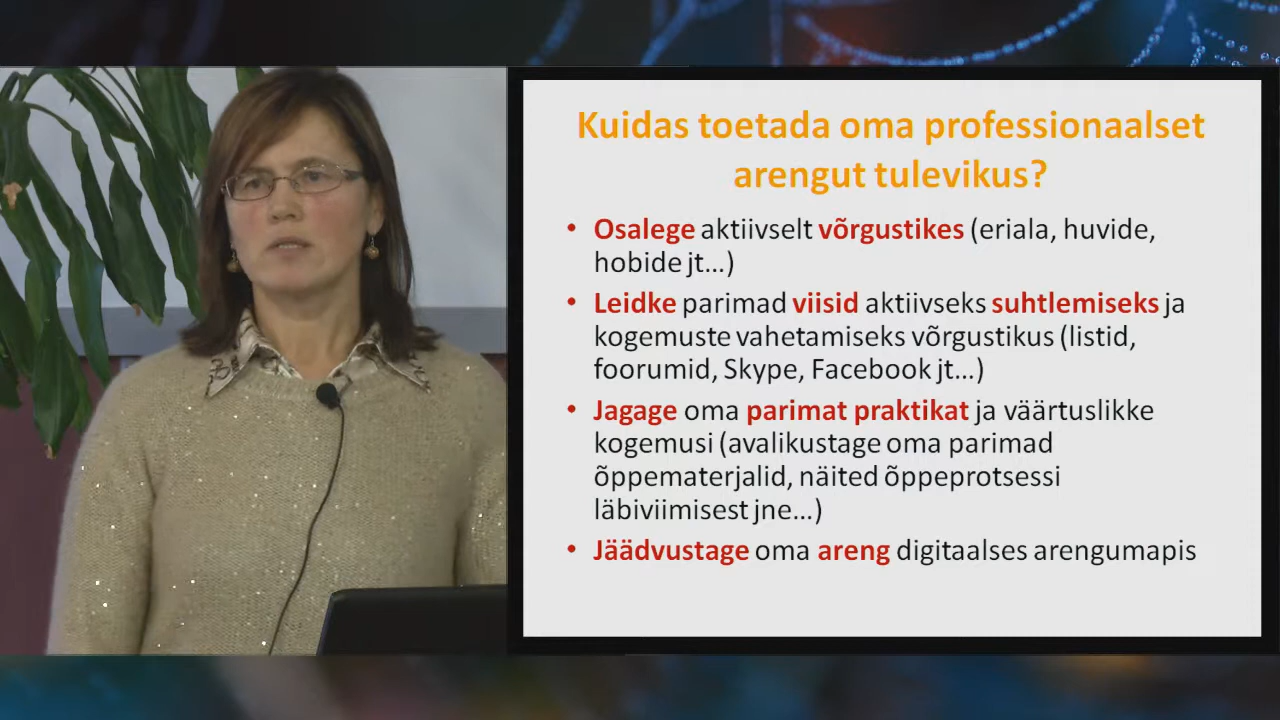 Kuidas toetada oma professionaalset
arengut tulevikus?
• Osalege aktiivselt võrgustikes (eriala, huvide,
hobide jt...)
• Leidke parimad viisid aktiivseks suhtlemiseks ja
kogemuste vahetamiseks võrgustikus (listid,
foorumid, Skype, Facebook jt...)
• Jagage oma parimat praktikat ja väärtuslikke
kogemusi (avalikustage oma parimad
õppematerjalid, näited õppeprotsessi
läbiviimisest jne...)
• Jäädvustage oma areng digitaalses arengumapis